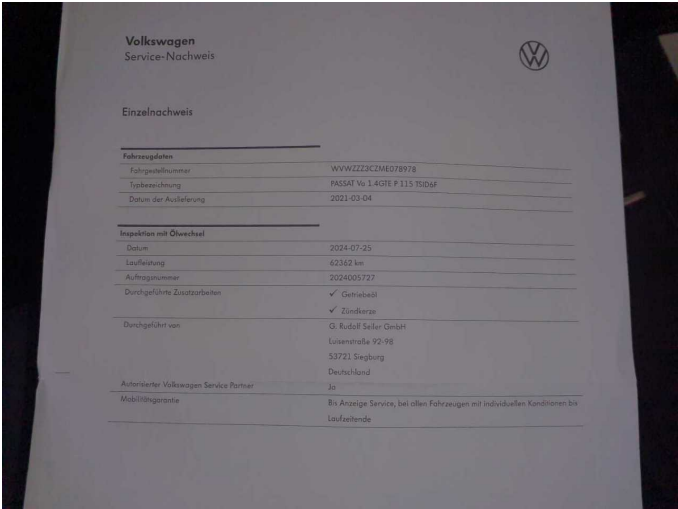 Volkswagen
Service-Nachweis
Einzelnachweis
Fahrzeugdaten
Fahrgestellnummer WVWZZZ3CZME078978
Typbezeichnung PASSAT Va 1.4GTE P 115 TSID6F
Datum der Auslieferung 2021-03-04
Inspektion mit Ölwechsel
Datum 2024-07-25
Laufleistung 62362 km
Auftragsnummer 2024005727
Durchgeführte Zusatzarbeiten ✓ Getriebeöl
✓ Zündkerze
Durchgeführt von G. Rudolf Seiler GmbH
Luisenstraße 92-98
53721 Siegburg
Deutschland
Autorisierter Volkswagen Service Partner Ja
Mobilitätsgarantie Bis Anzeige Service, bei allen Fahrzeugen mit individuellen Konditionen bis
Laufzeitende